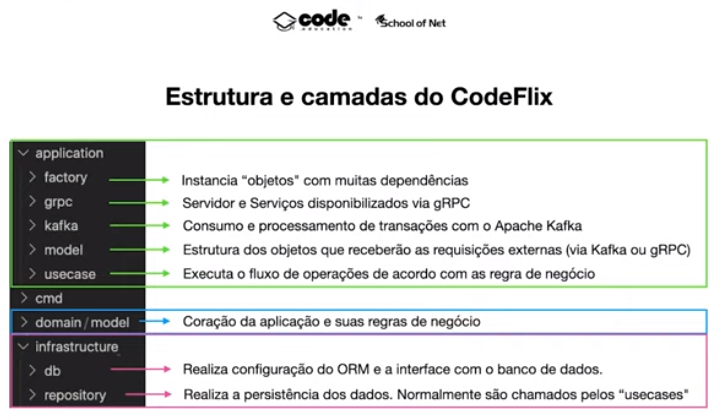 code education
School of Net
Estrutura e camadas do CodeFlix
application
factory Instancia “objetos" com muitas dependências
grpc Servidor e Serviços disponibilizados via gRPC
kafka Consumo e processamento de transações com o Apache Kafka
model Estrutura dos objetos que receberão as requisições externas (via Kafka ou gRPC)
usecase Executa o fluxo de operações de acordo com as regra de negócio
cmd
domain / model Coração da aplicação e suas regras de negócio
infrastructure
db Realiza configuração do ORM e a interface com o banco de dados.
repository Realiza a persistência dos dados. Normalmente são chamados pelos “usecases"